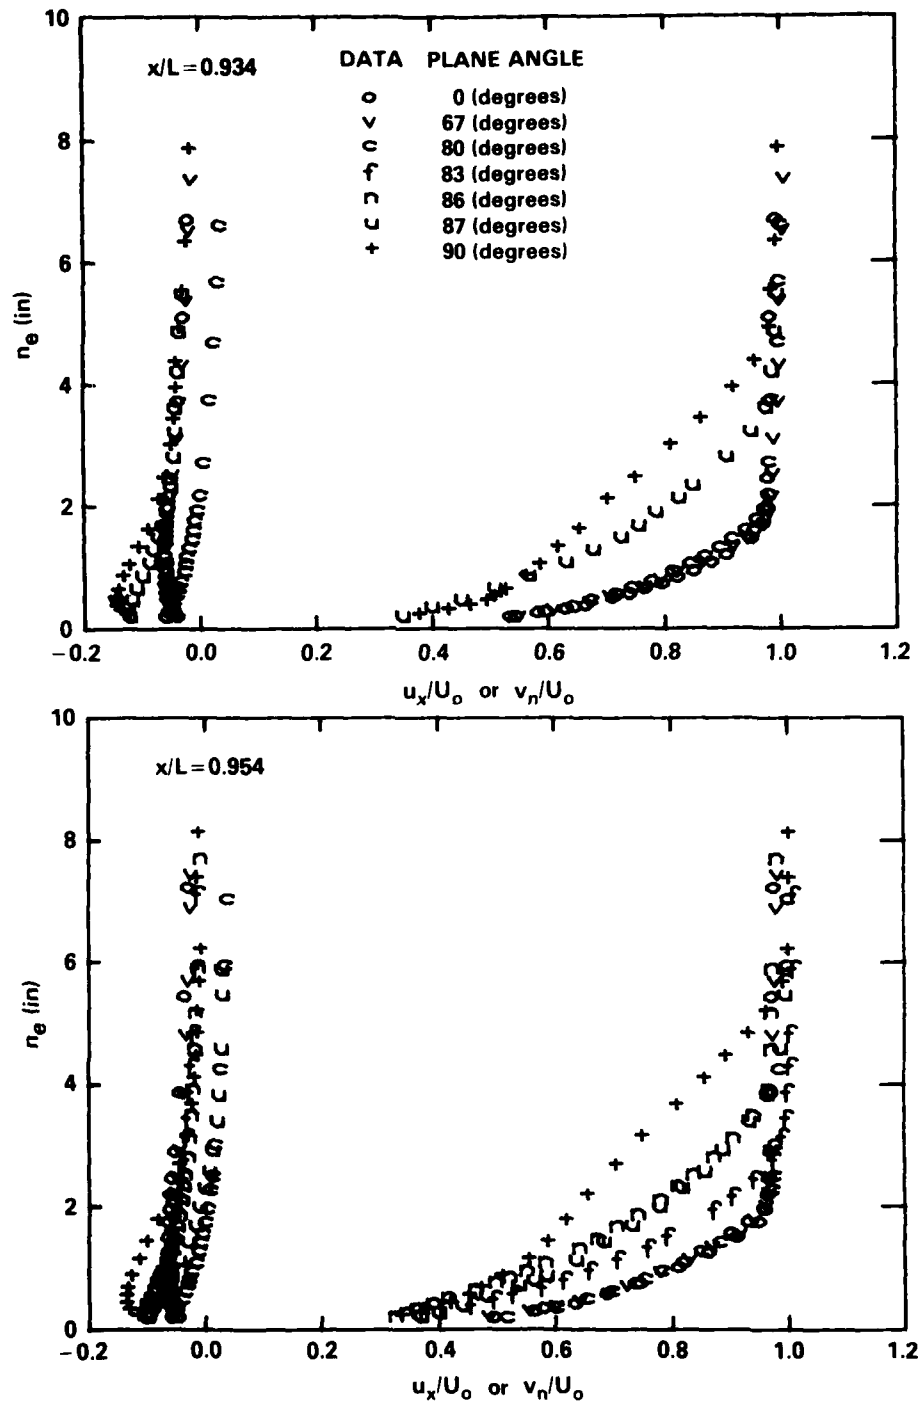 10
8
6
4
2
0
n_e (in)
x/L=0.934
DATA PLANE ANGLE
o 0 (degrees)
v 67 (degrees)
c 80 (degrees)
f 83 (degrees)
86 (degrees)
87 (degrees)
+ 90 (degrees)
−0.2 0.0 0.2 0.4 0.6 0.8 1.0 1.2
u_x/U_o or v_n/U_o
10
8
6
4
2
0
n_e (in)
x/L=0.954
−0.2 0.0 0.2 0.4 0.6 0.8 1.0 1.2
u_x/U_o or v_n/U_o